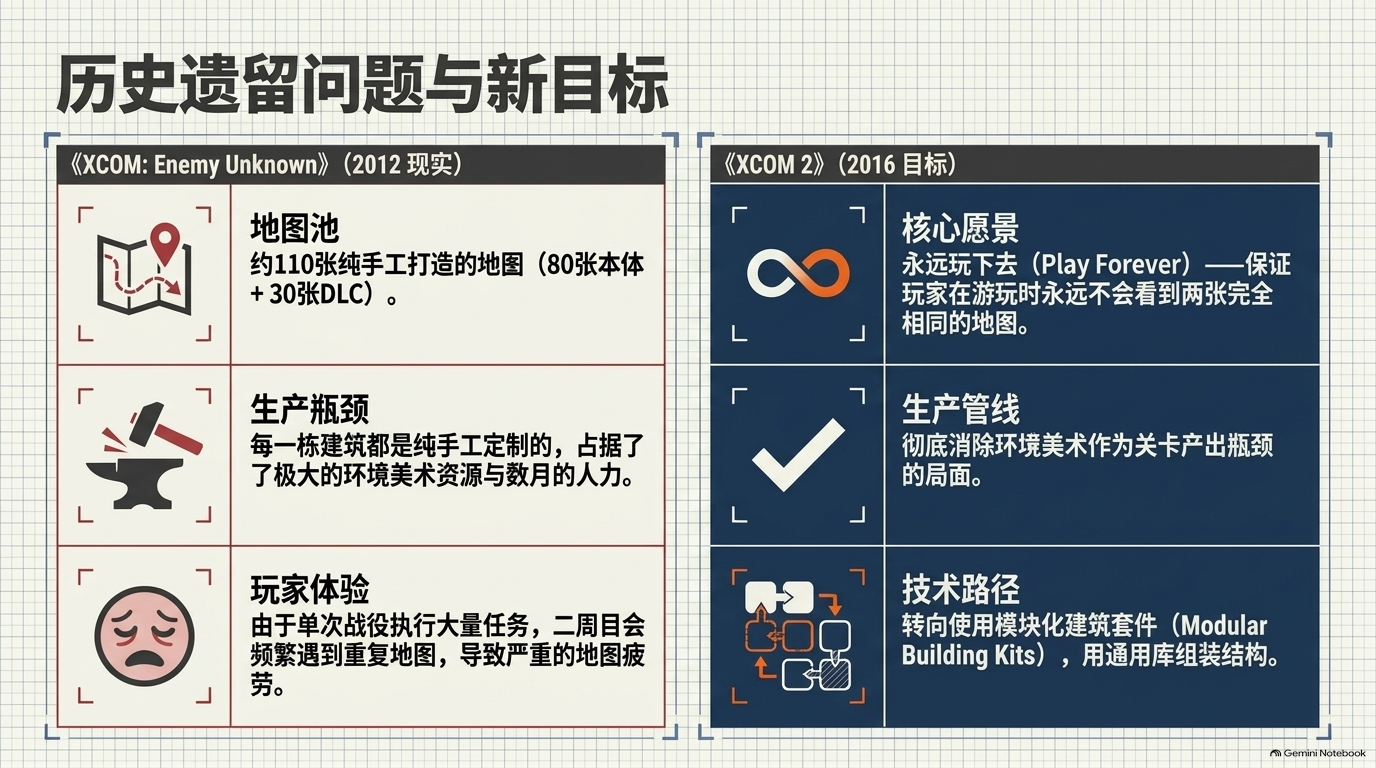 历史遗留问题与新目标
《XCOM: Enemy Unknown》（2012 现实）
地图池
约110张纯手工打造的地图（80张本体
+ 30张DLC）。
生产瓶颈
每一栋建筑都是纯手工定制的，占据了
了极大的环境美术资源与数月的人力。
玩家体验
由于单次战役执行大量任务，二周目会
频繁遇到重复地图，导致严重的地图疲
劳。
《XCOM 2》（2016 目标）
核心愿景
永远玩下去（Play Forever）——保证
玩家在游玩时永远不会看到两张完全
相同的地图。
生产管线
彻底消除环境美术作为关卡产出瓶颈
的局面。
技术路径
转向使用模块化建筑套件（Modular
Building Kits），用通用库组装结构。
Gemini Notebook